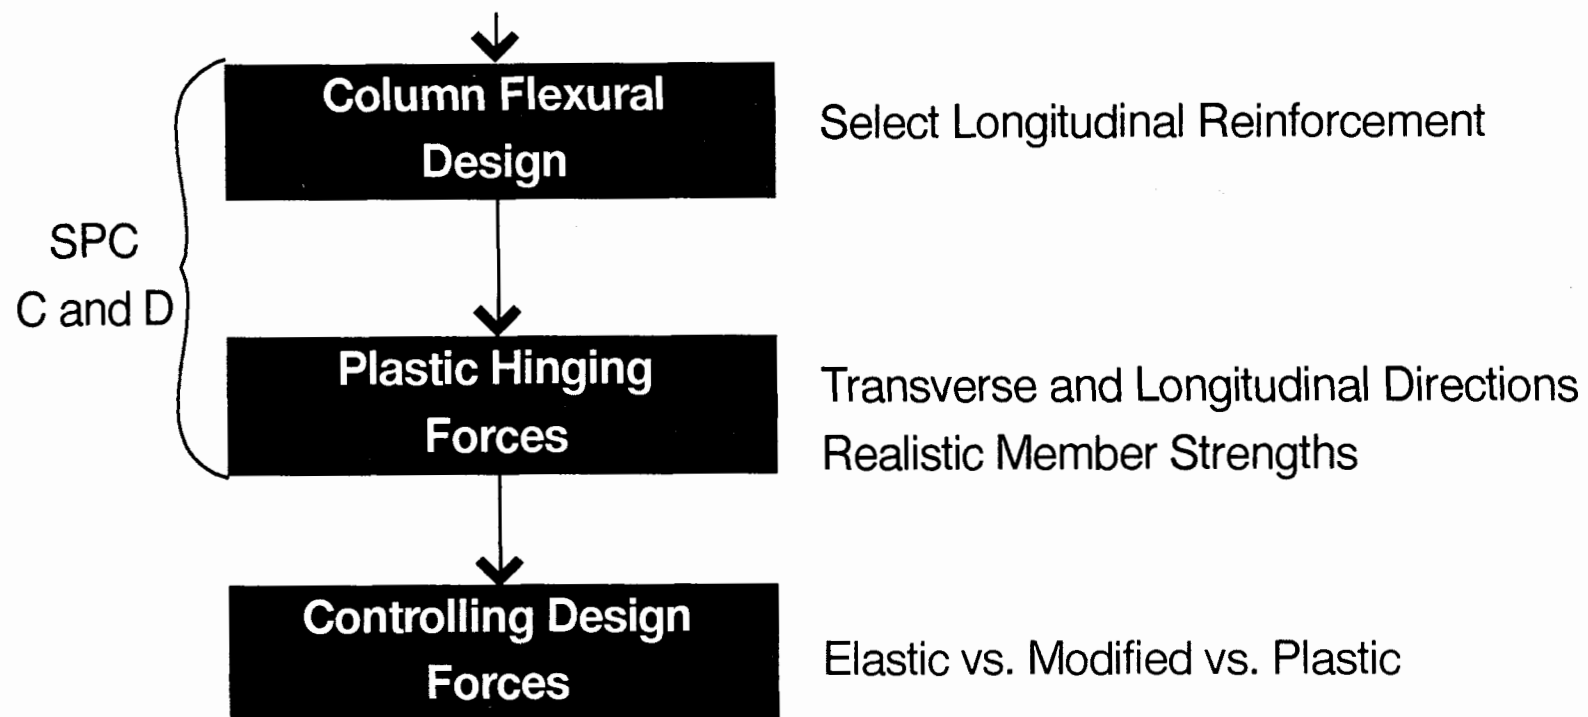 Column Flexural
Design
Select Longitudinal Reinforcement
SPC
C and D
Plastic Hinging
Forces
Transverse and Longitudinal Directions
Realistic Member Strengths
Controlling Design
Forces
Elastic vs. Modified vs. Plastic